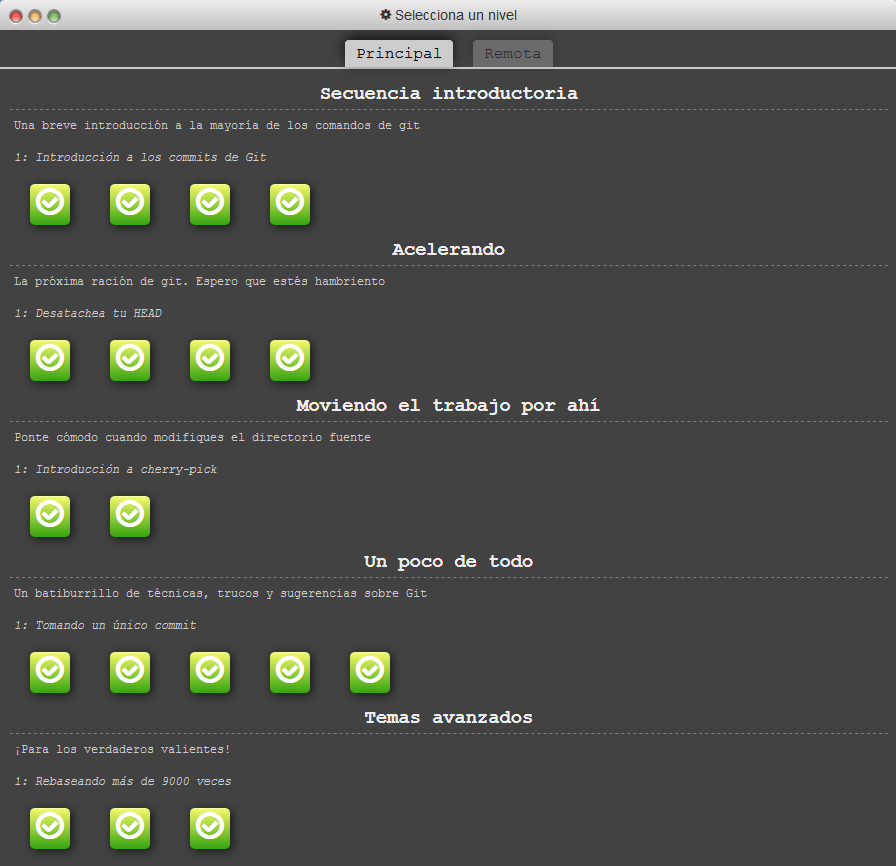 Selecciona un nivel
Principal Remota
Secuencia introductoria
Una breve introducción a la mayoría de los comandos de git
1: Introducción a los commits de Git
Acelerando
La próxima ración de git. Espero que estés hambriento
1: Desatachea tu HEAD
Moviendo el trabajo por ahí
Ponte cómodo cuando modifiques el directorio fuente
1: Introducción a cherry-pick
Un poco de todo
Un batiburrillo de técnicas, trucos y sugerencias sobre Git
1: Tomando un único commit
Temas avanzados
¡Para los verdaderos valientes!
1: Rebaseando más de 9000 veces